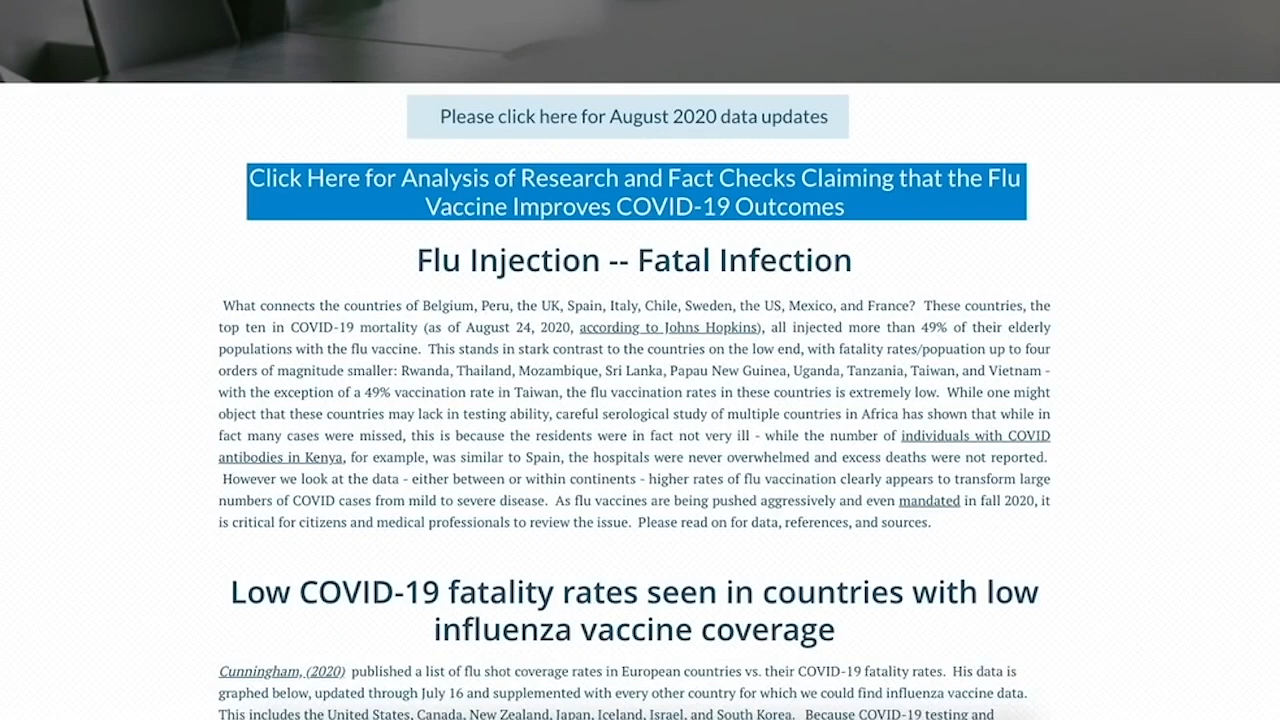 Please click here for August 2020 data updates
Click Here for Analysis of Research and Fact Checks Claiming that the Flu
Vaccine Improves COVID-19 Outcomes
Flu Injection -- Fatal Infection
What connects the countries of Belgium, Peru, the UK, Spain, Italy, Chile, Sweden, the US, Mexico, and France? These countries, the
top ten in COVID-19 mortality (as of August 24, 2020, according to Johns Hopkins), all injected more than 49% of their elderly
populations with the flu vaccine. This stands in stark contrast to the countries on the low end, with fatality rates/popuation up to four
orders of magnitude smaller: Rwanda, Thailand, Mozambique, Sri Lanka, Papau New Guinea, Uganda, Tanzania, Taiwan, and Vietnam -
with the exception of a 49% vaccination rate in Taiwan, the flu vaccination rates in these countries is extremely low. While one might
object that these countries may lack in testing ability, careful serological study of multiple countries in Africa has shown that while in
fact many cases were missed, this is because the residents were in fact not very ill - while the number of individuals with COVID
antibodies in Kenya, for example, was similar to Spain, the hospitals were never overwhelmed and excess deaths were not reported.
However we look at the data - either between or within continents - higher rates of flu vaccination clearly appears to transform large
numbers of COVID cases from mild to severe disease. As flu vaccines are being pushed aggressively and even mandated in fall 2020, it
is critical for citizens and medical professionals to review the issue. Please read on for data, references, and sources.
Low COVID-19 fatality rates seen in countries with low
influenza vaccine coverage
Cunningham, (2020) published a list of flu shot coverage rates in European countries vs. their COVID-19 fatality rates. His data is
graphed below, updated through July 16 and supplemented with every other country for which we could find influenza vaccine data.
This includes the United States, Canada, New Zealand, Japan, Iceland, Israel, and South Korea. Because COVID-19 testing and